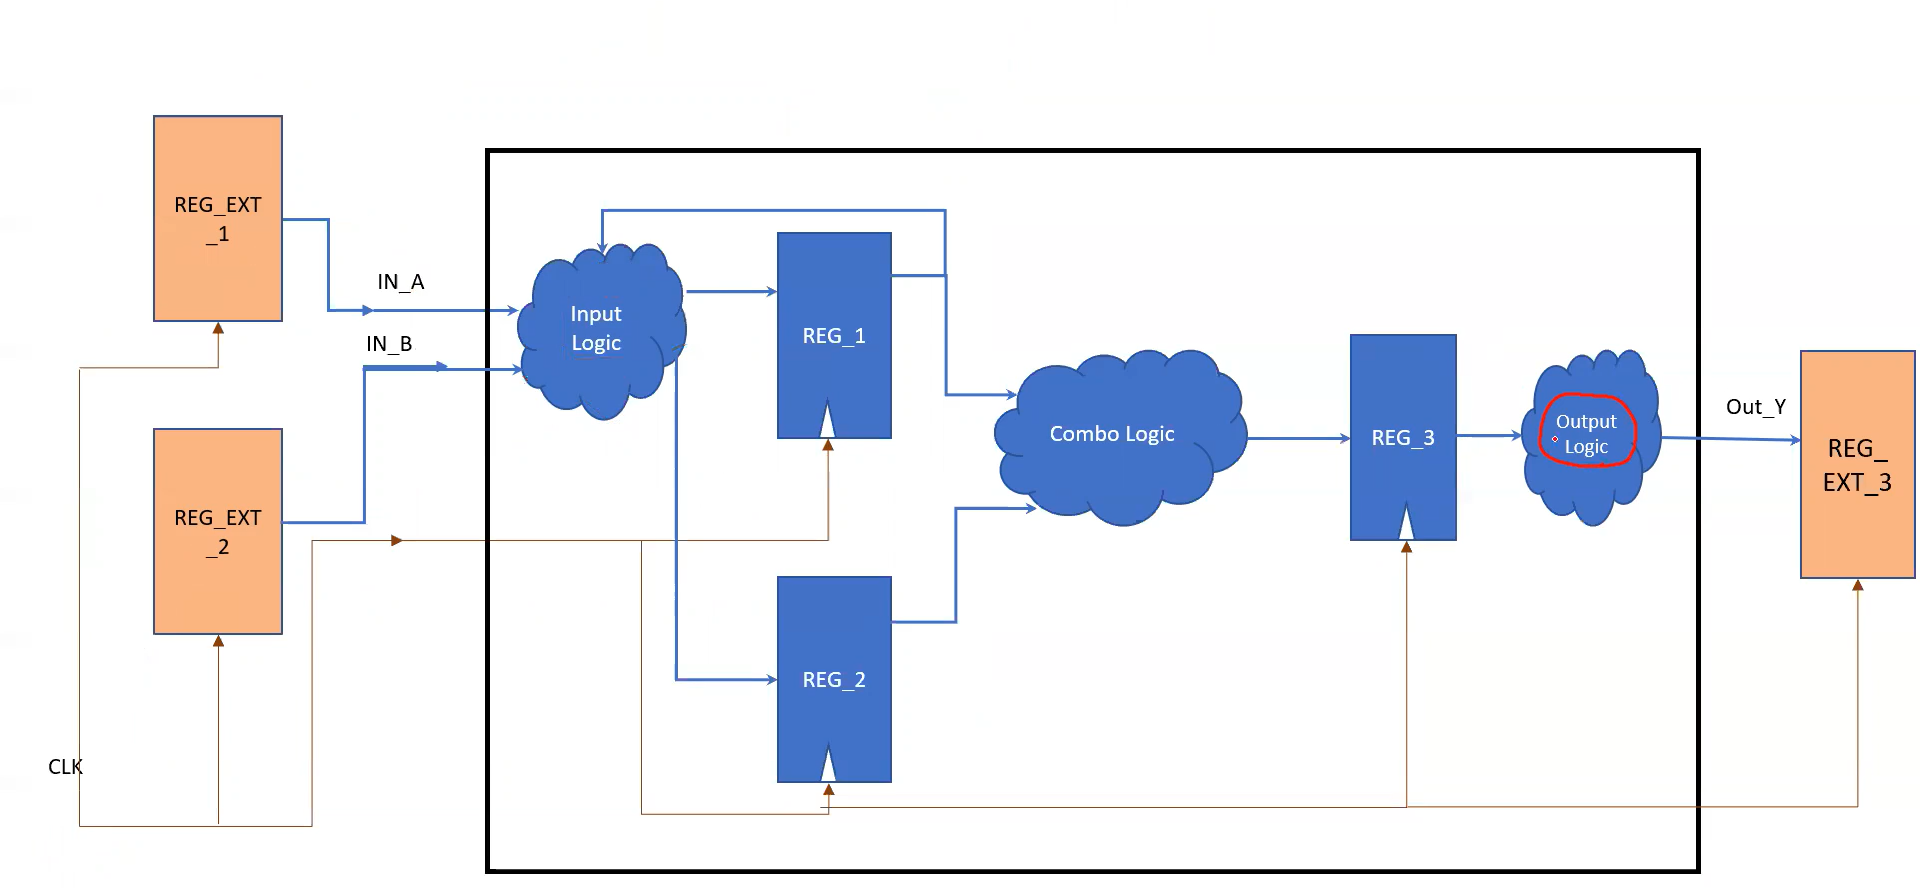 REG_EXT
_1
IN_A
IN_B
REG_EXT
_2
CLK
Input
Logic
REG_1
REG_2
Combo Logic
REG_3
Output
Logic
Out_Y
REG_
EXT_3